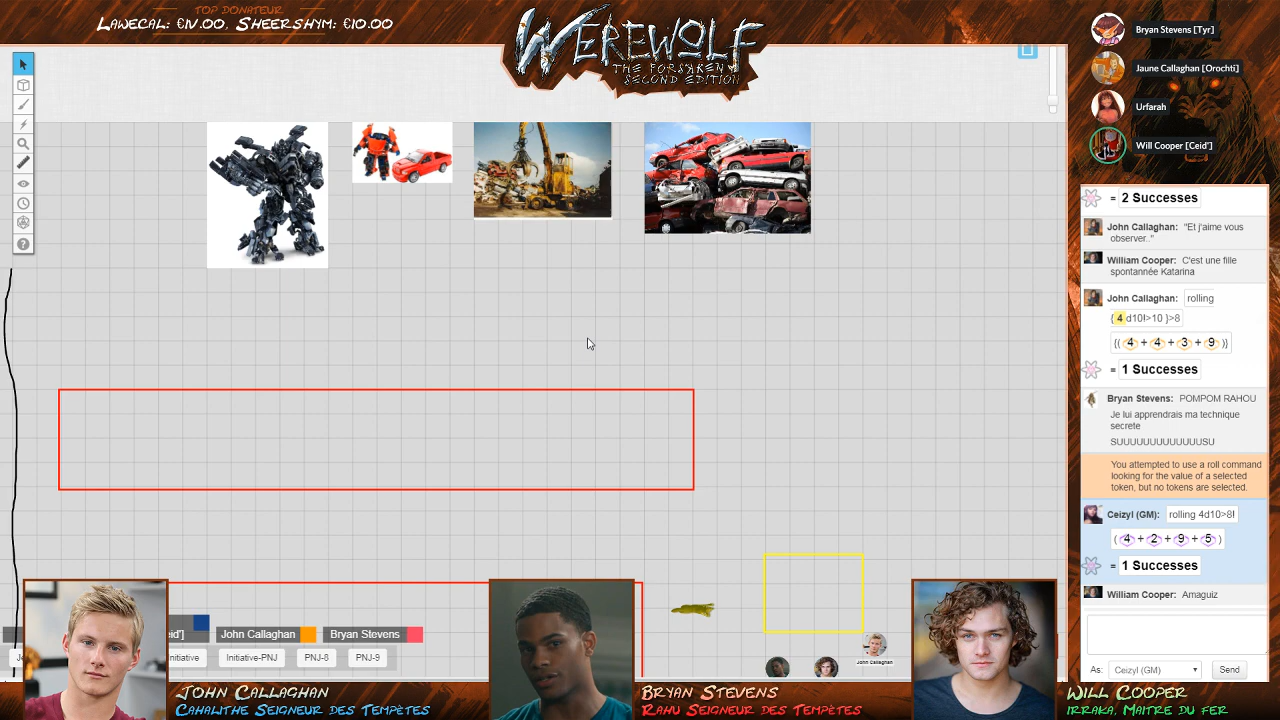 TOP DONATEUR
LAWECAL: €IV.00, SHEERSHYM: €10.00
WEREWOLF
THE FORSAKEN
SECOND EDITION
Bryan Stevens [Tyr]
Jaune Callaghan [Orochti]
Urfarah
Will Cooper [Ceid']
= 2 Successes
John Callaghan: "Et j'aime vous
observer.."
William Cooper: C'est une fille
spontannée Katarina
John Callaghan: rolling
{4d10!>10 }>8
((4+4+3+9))
= 1 Successes
Bryan Stevens: POMPOM RAHOU
Je lui apprendrais ma technique
secrete
SUUUUUUUUUUUUUSU
You attempted to use a roll command
looking for the value of a selected
token, but no tokens are selected.
Ceizyl (GM): rolling 4d10>8!
(4+2+9+5)
= 1 Successes
William Cooper: Amaguiz
As: Ceizyl (GM) Send
eid'] John Callaghan Bryan Stevens
nitiative Initiative-PNJ PNJ-8 PNJ-9
John Callaghan
JOHN CALLAGHAN
CAHALITHE SEIGNEUR DES TEMPÊTES
BRYAN STEVENS
RAHU SEIGNEUR DES TEMPÊTES
WILL COOPER
IRRAKA, MAITRE DU FER